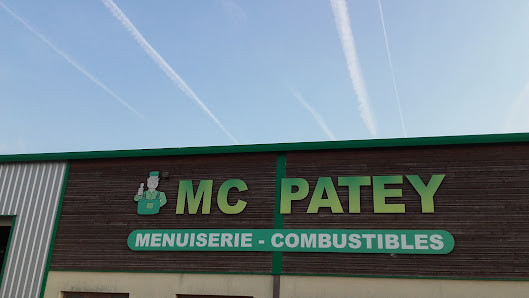 MC PATEY
MENUISERIE - COMBUSTIBLES